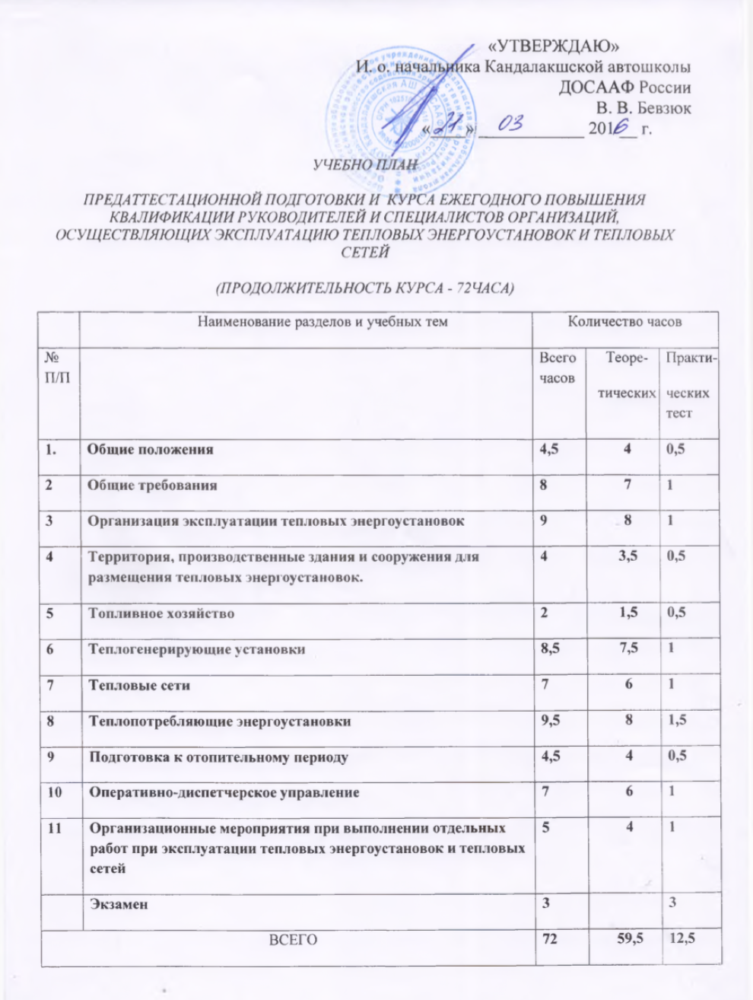 «УТВЕРЖДАЮ»
И. о. начальника Кандалакшской автошколы
ДОСААФ России
В. В. Бевзюк
«21» 03 2016 г.
УЧЕБНО ПЛАН
ПРЕДАТТЕСТАЦИОННОЙ ПОДГОТОВКИ И КУРСА ЕЖЕГОДНОГО ПОВЫШЕНИЯ
КВАЛИФИКАЦИИ РУКОВОДИТЕЛЕЙ И СПЕЦИАЛИСТОВ ОРГАНИЗАЦИЙ,
ОСУЩЕСТВЛЯЮЩИХ ЭКСПЛУАТАЦИЮ ТЕПЛОВЫХ ЭНЕРГОУСТАНОВОК И ТЕПЛОВЫХ
СЕТЕЙ
(ПРОДОЛЖИТЕЛЬНОСТЬ КУРСА - 72ЧАСА)
Наименование разделов и учебных тем Количество часов
№ Всего Теоре- Практи-
П/П часов тических ческих
тест
1. Общие положения 4,5 4 0,5
2 Общие требования 8 7 1
3 Организация эксплуатации тепловых энергоустановок 9 8 1
4 Территория, производственные здания и сооружения для 4 3,5 0,5
размещения тепловых энергоустановок.
5 Топливное хозяйство 2 1,5 0,5
6 Теплогенерирующие установки 8,5 7,5 1
7 Тепловые сети 7 6 1
8 Теплопотребляющие энергоустановки 9,5 8 1,5
9 Подготовка к отопительному периоду 4,5 4 0,5
10 Оперативно-диспетчерское управление 7 6 1
11 Организационные мероприятия при выполнении отдельных 5 4 1
работ при эксплуатации тепловых энергоустановок и тепловых
сетей
Экзамен 3 3
ВСЕГО 72 59,5 12,5